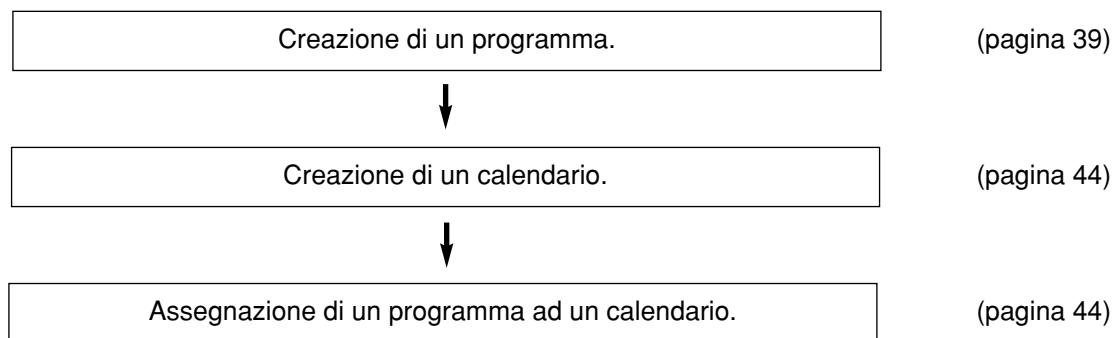 Creazione di un programma. (pagina 39)
Creazione di un calendario. (pagina 44)
Assegnazione di un programma ad un calendario. (pagina 44)